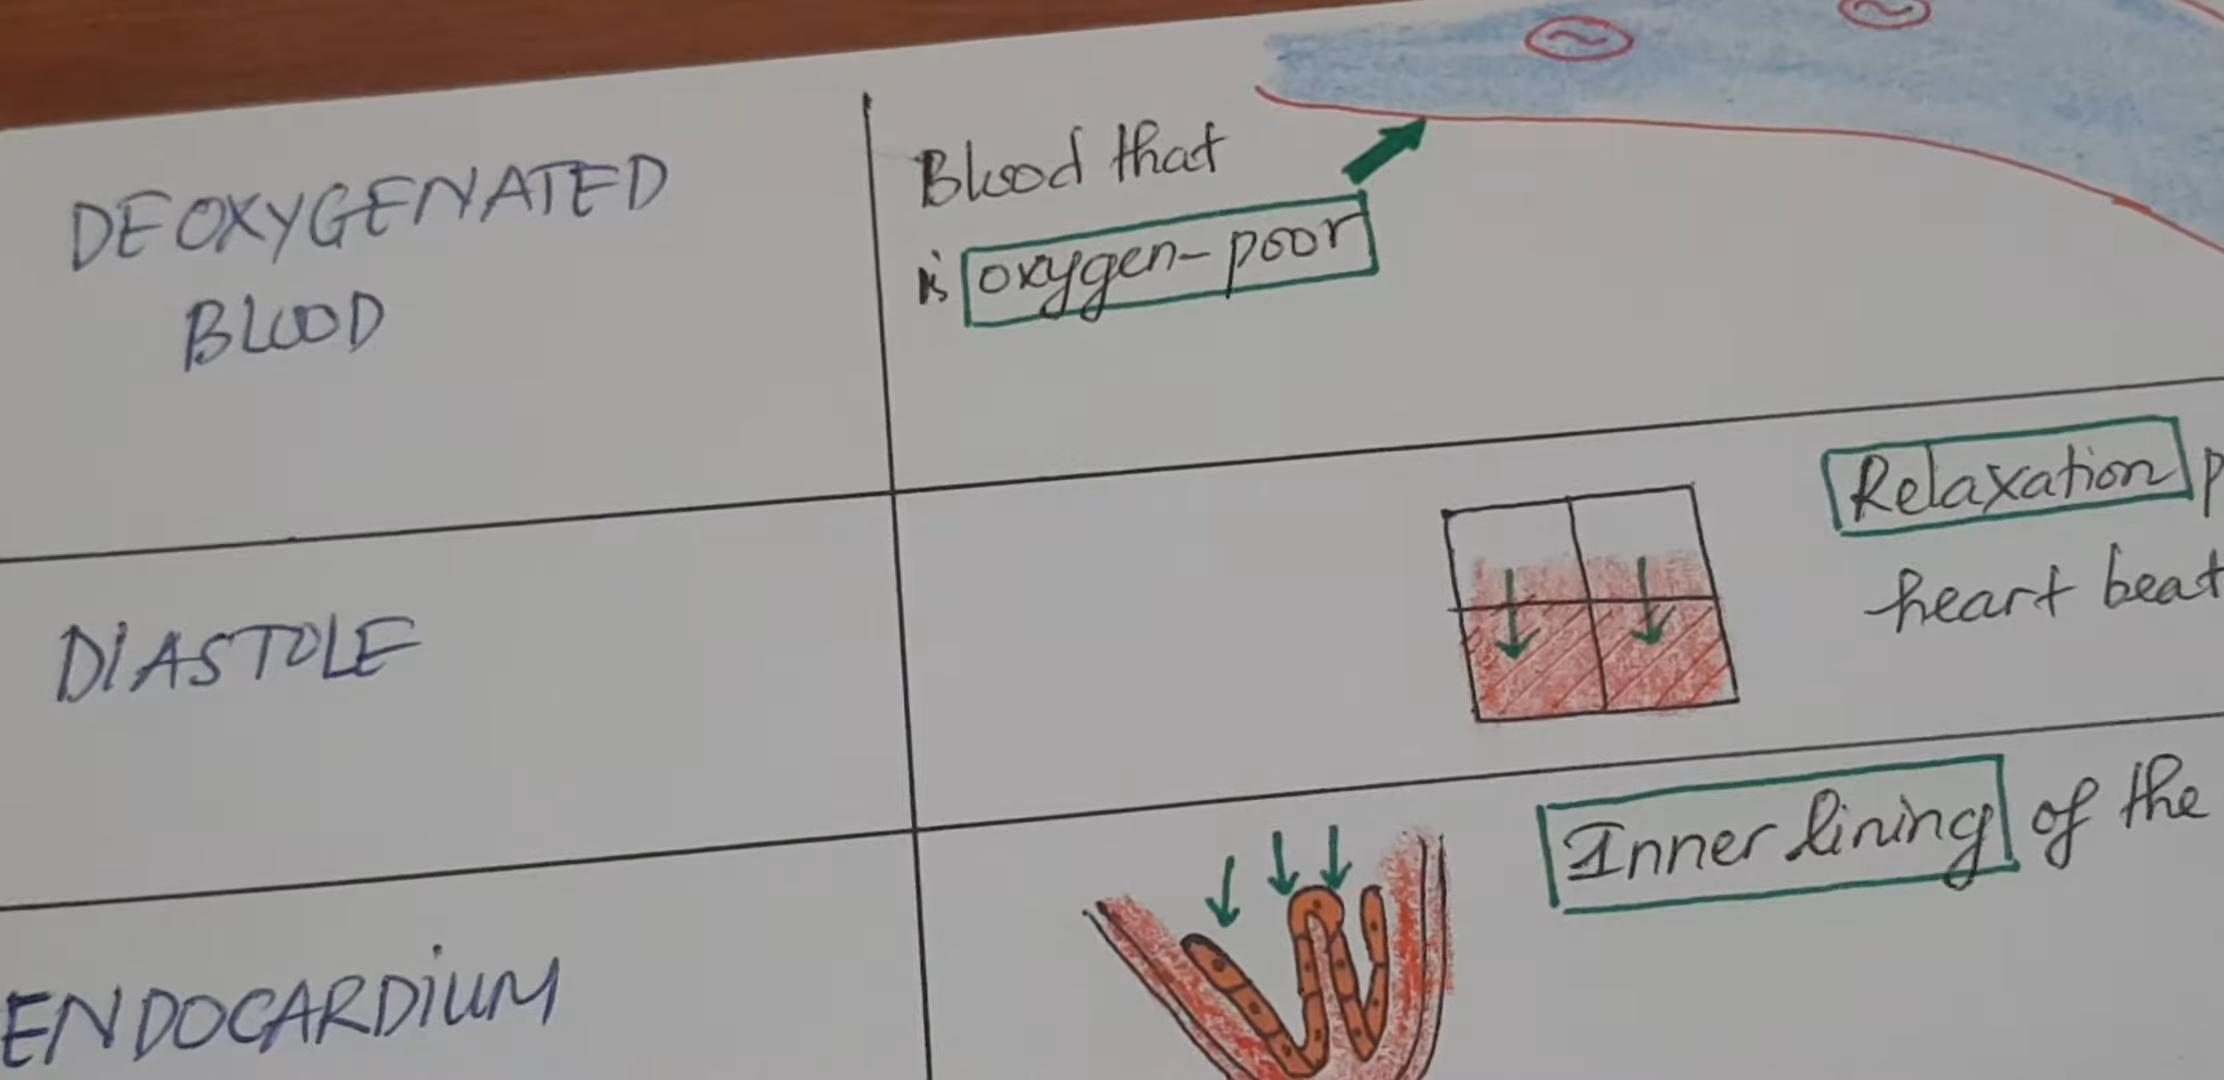 DEOXYGENATED
BLOOD
Blood that
is oxygen-poor
DIASTOLE
Relaxation p
heart beat
ENDOCARDiUM
Inner lining of the